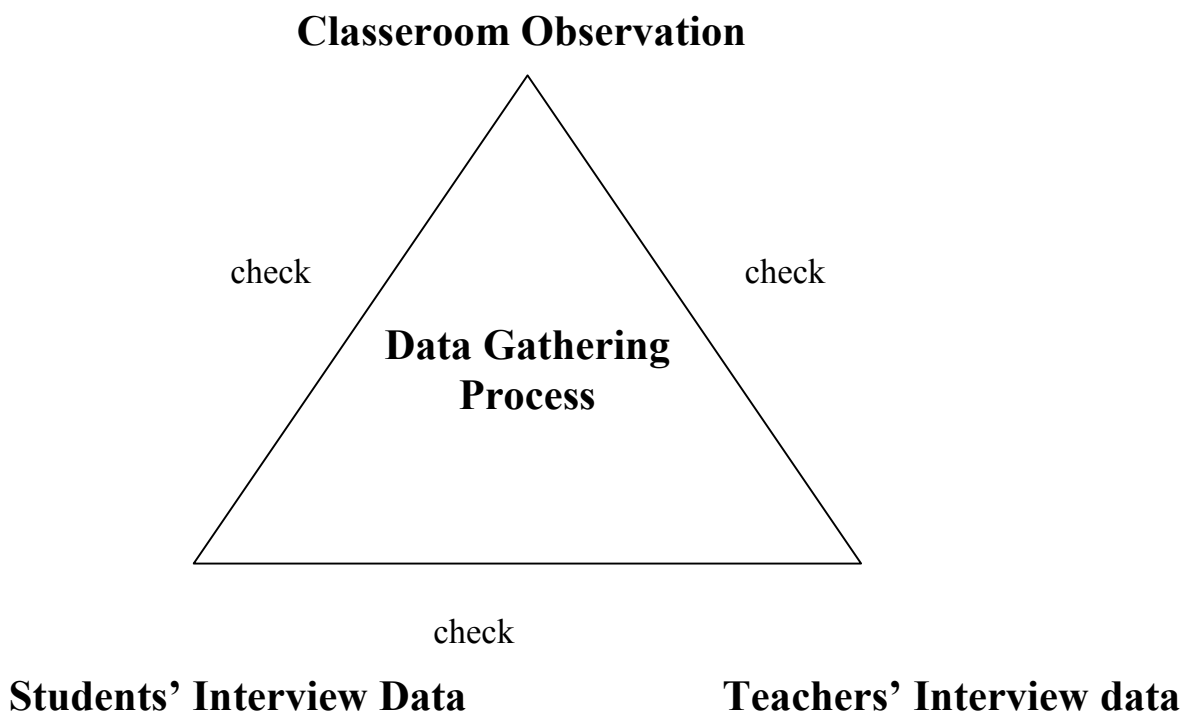 Classeroom Observation
check
check
Data Gathering
Process
check
Students’ Interview Data
Teachers’ Interview data